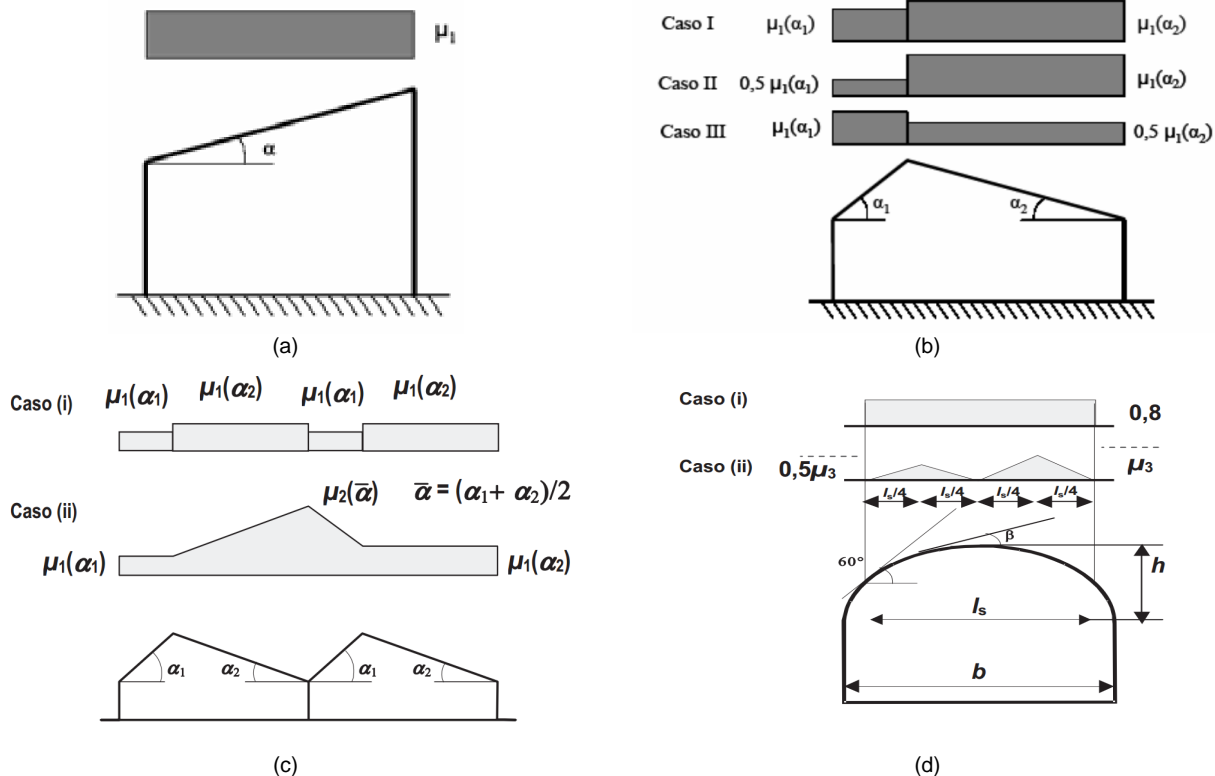 μ₁
α
(a)
Caso I μ₁(α₁) μ₁(α₂)
Caso II 0,5 μ₁(α₁) μ₁(α₂)
Caso III μ₁(α₁) 0,5 μ₁(α₂)
α₁ α₂
(b)
Caso (i) μ₁(α₁) μ₁(α₂) μ₁(α₁) μ₁(α₂)
Caso (ii) μ₂(ᾱ) ᾱ = (α₁+ α₂)/2
μ₁(α₁) μ₁(α₂)
α₁ α₂ α₁ α₂
(c)
Caso (i) 0,8
Caso (ii) 0,5μ₃ μ₃
lₛ/4 lₛ/4 lₛ/4 lₛ/4
β
60°
h
lₛ
b
(d)